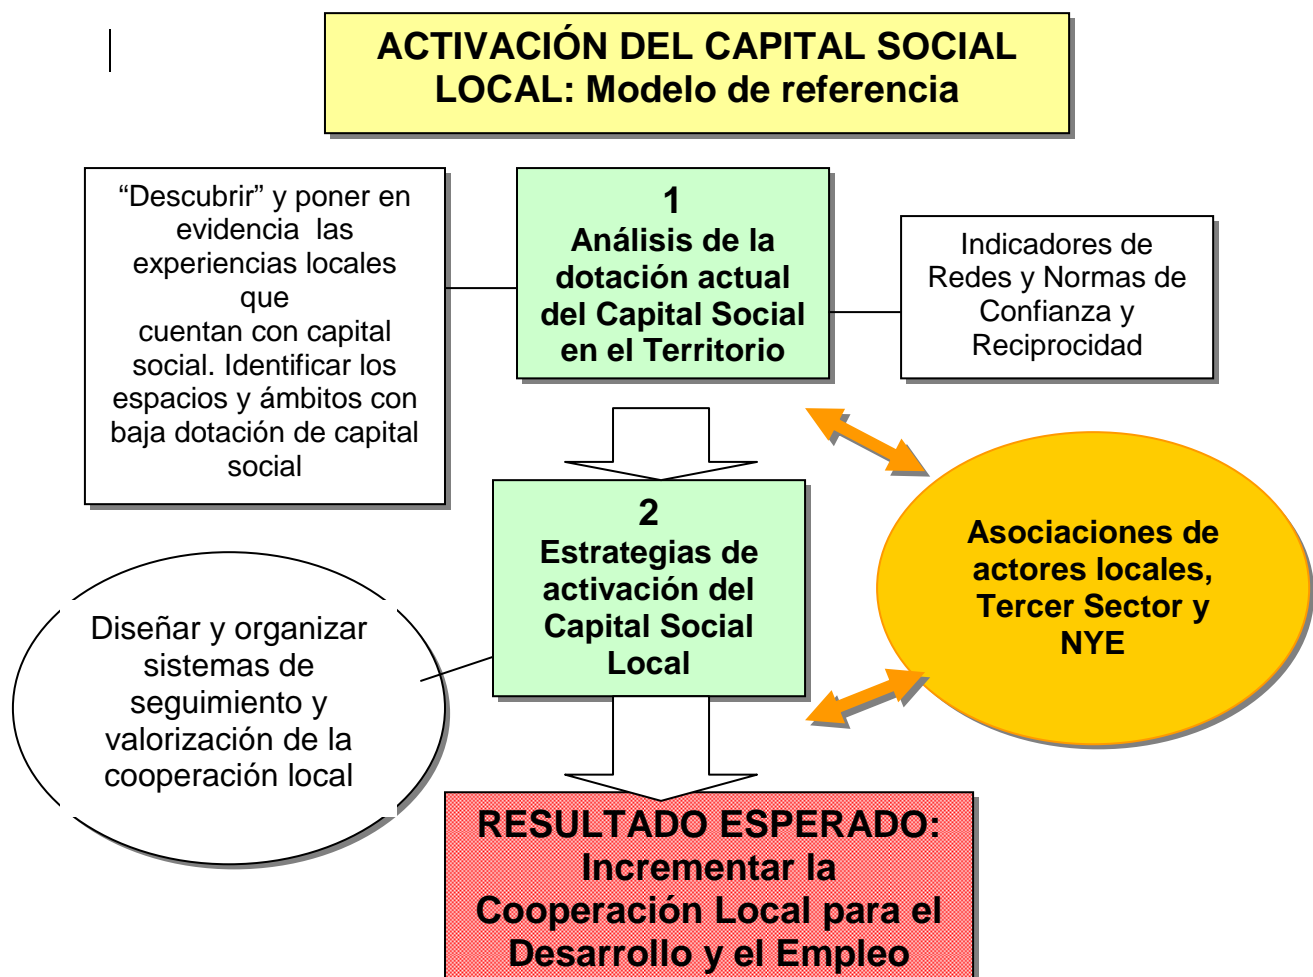 ACTIVACIÓN DEL CAPITAL SOCIAL
LOCAL: Modelo de referencia
“Descubrir” y poner en
evidencia las
experiencias locales
que
cuentan con capital
social. Identificar los
espacios y ámbitos con
baja dotación de capital
social
1
Análisis de la
dotación actual
del Capital Social
en el Territorio
Indicadores de
Redes y Normas de
Confianza y
Reciprocidad
2
Estrategias de
activación del
Capital Social
Local
Asociaciones de
actores locales,
Tercer Sector y
NYE
Diseñar y organizar
sistemas de
seguimiento y
valorización de la
cooperación local
RESULTADO ESPERADO:
Incrementar la
Cooperación Local para el
Desarrollo y el Empleo